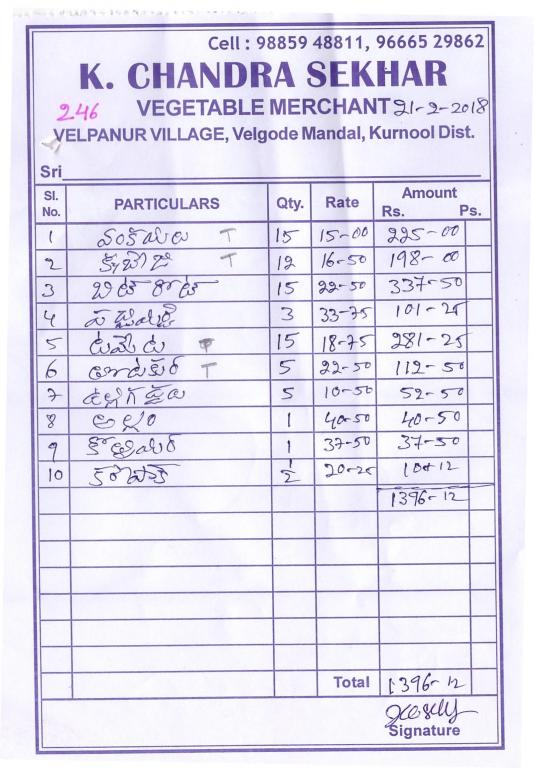 Cell : 98859 48811, 96665 29862
K. CHANDRA SEKHAR
246 VEGETABLE MERCHANT 21-2-2018
VELPANUR VILLAGE, Velgode Mandal, Kurnool Dist.
Sri
Sl. No. PARTICULARS Qty. Rate Amount Rs. Ps.
1 వంకాయలు T 15 15-00 225-00
2 క్యాబేజి T 12 16-50 198-00
3 బీట్ రూట్ 15 22-50 337-50
4 3 33-75 101-25
5 టమేట T 15 18-75 281-25
6 T 5 22-50 112-50
7 ఉల్లిగడ్డలు 5 10-50 52-50
8 అల్లం 1 40-50 40-50
9 1 37-50 37-50
10 ½ 20-25 10-12
1396-12
Total 1396-12
Signature